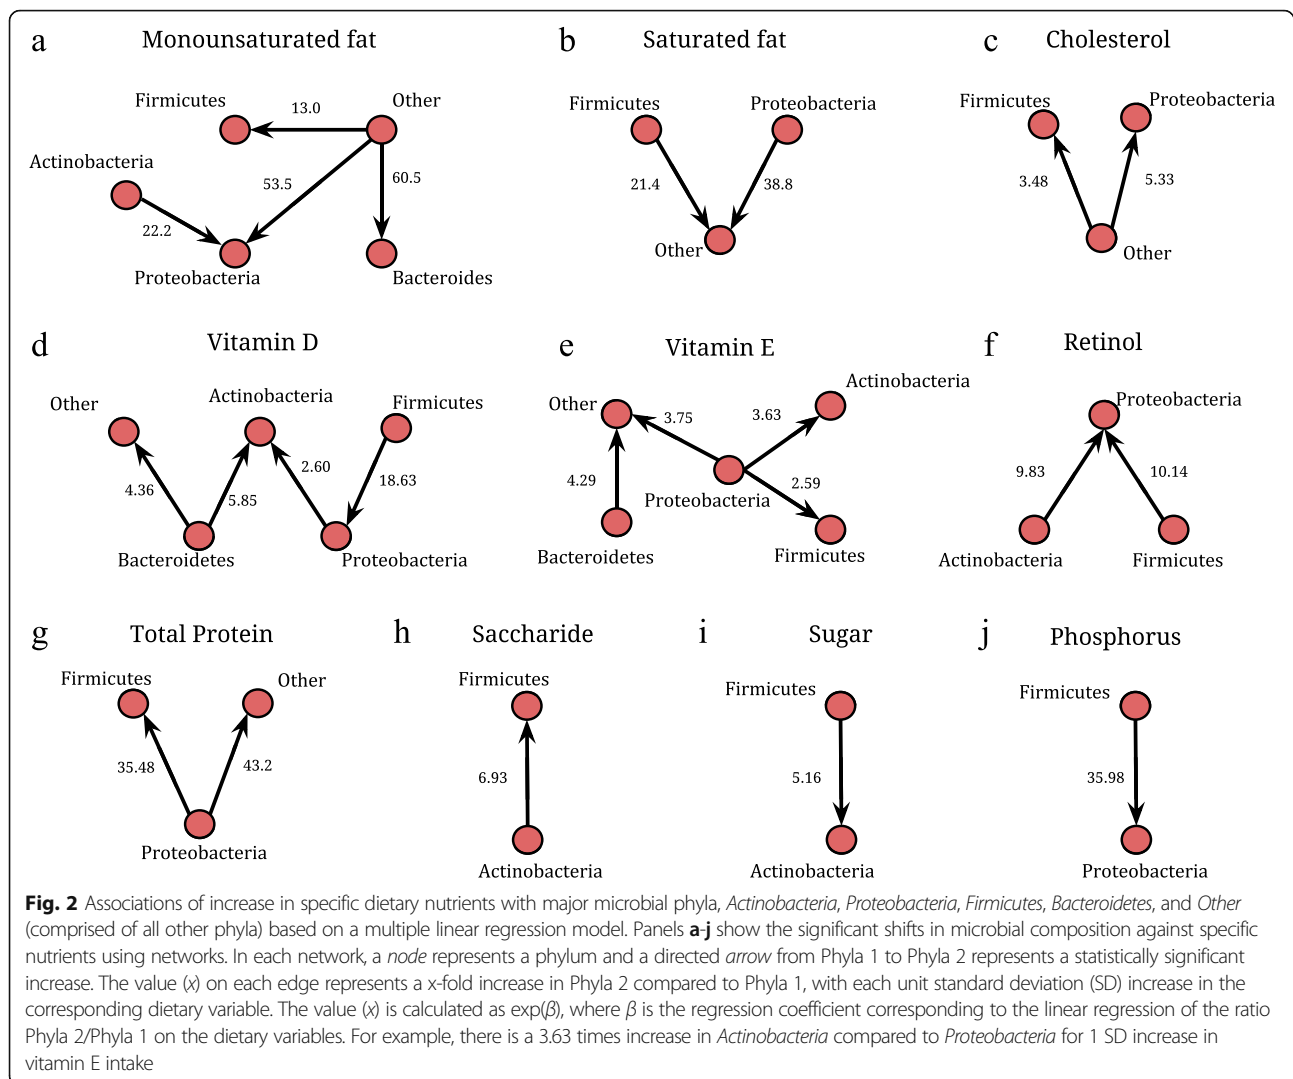 a Monounsaturated fat
Firmicutes
13.0
Other
Actinobacteria
53.5
60.5
22.2
Proteobacteria
Bacteroides
b Saturated fat
Firmicutes
Proteobacteria
21.4
38.8
Other
c Cholesterol
Firmicutes
Proteobacteria
3.48
5.33
Other
d Vitamin D
Other
Actinobacteria
Firmicutes
4.36
5.85
2.60
18.63
Bacteroidetes
Proteobacteria
e Vitamin E
Other
Actinobacteria
3.75
3.63
4.29
Proteobacteria
2.59
Bacteroidetes
Firmicutes
f Retinol
Proteobacteria
9.83
10.14
Actinobacteria
Firmicutes
g Total Protein
Firmicutes
Other
35.48
43.2
Proteobacteria
h Saccharide
Firmicutes
6.93
Actinobacteria
i Sugar
Firmicutes
5.16
Actinobacteria
j Phosphorus
Firmicutes
35.98
Proteobacteria
Fig. 2 Associations of increase in specific dietary nutrients with major microbial phyla, Actinobacteria, Proteobacteria, Firmicutes, Bacteroidetes, and Other
(comprised of all other phyla) based on a multiple linear regression model. Panels a-j show the significant shifts in microbial composition against specific
nutrients using networks. In each network, a node represents a phylum and a directed arrow from Phyla 1 to Phyla 2 represents a statistically significant
increase. The value (x) on each edge represents a x-fold increase in Phyla 2 compared to Phyla 1, with each unit standard deviation (SD) increase in the
corresponding dietary variable. The value (x) is calculated as exp(β), where β is the regression coefficient corresponding to the linear regression of the ratio
Phyla 2/Phyla 1 on the dietary variables. For example, there is a 3.63 times increase in Actinobacteria compared to Proteobacteria for 1 SD increase in
vitamin E intake